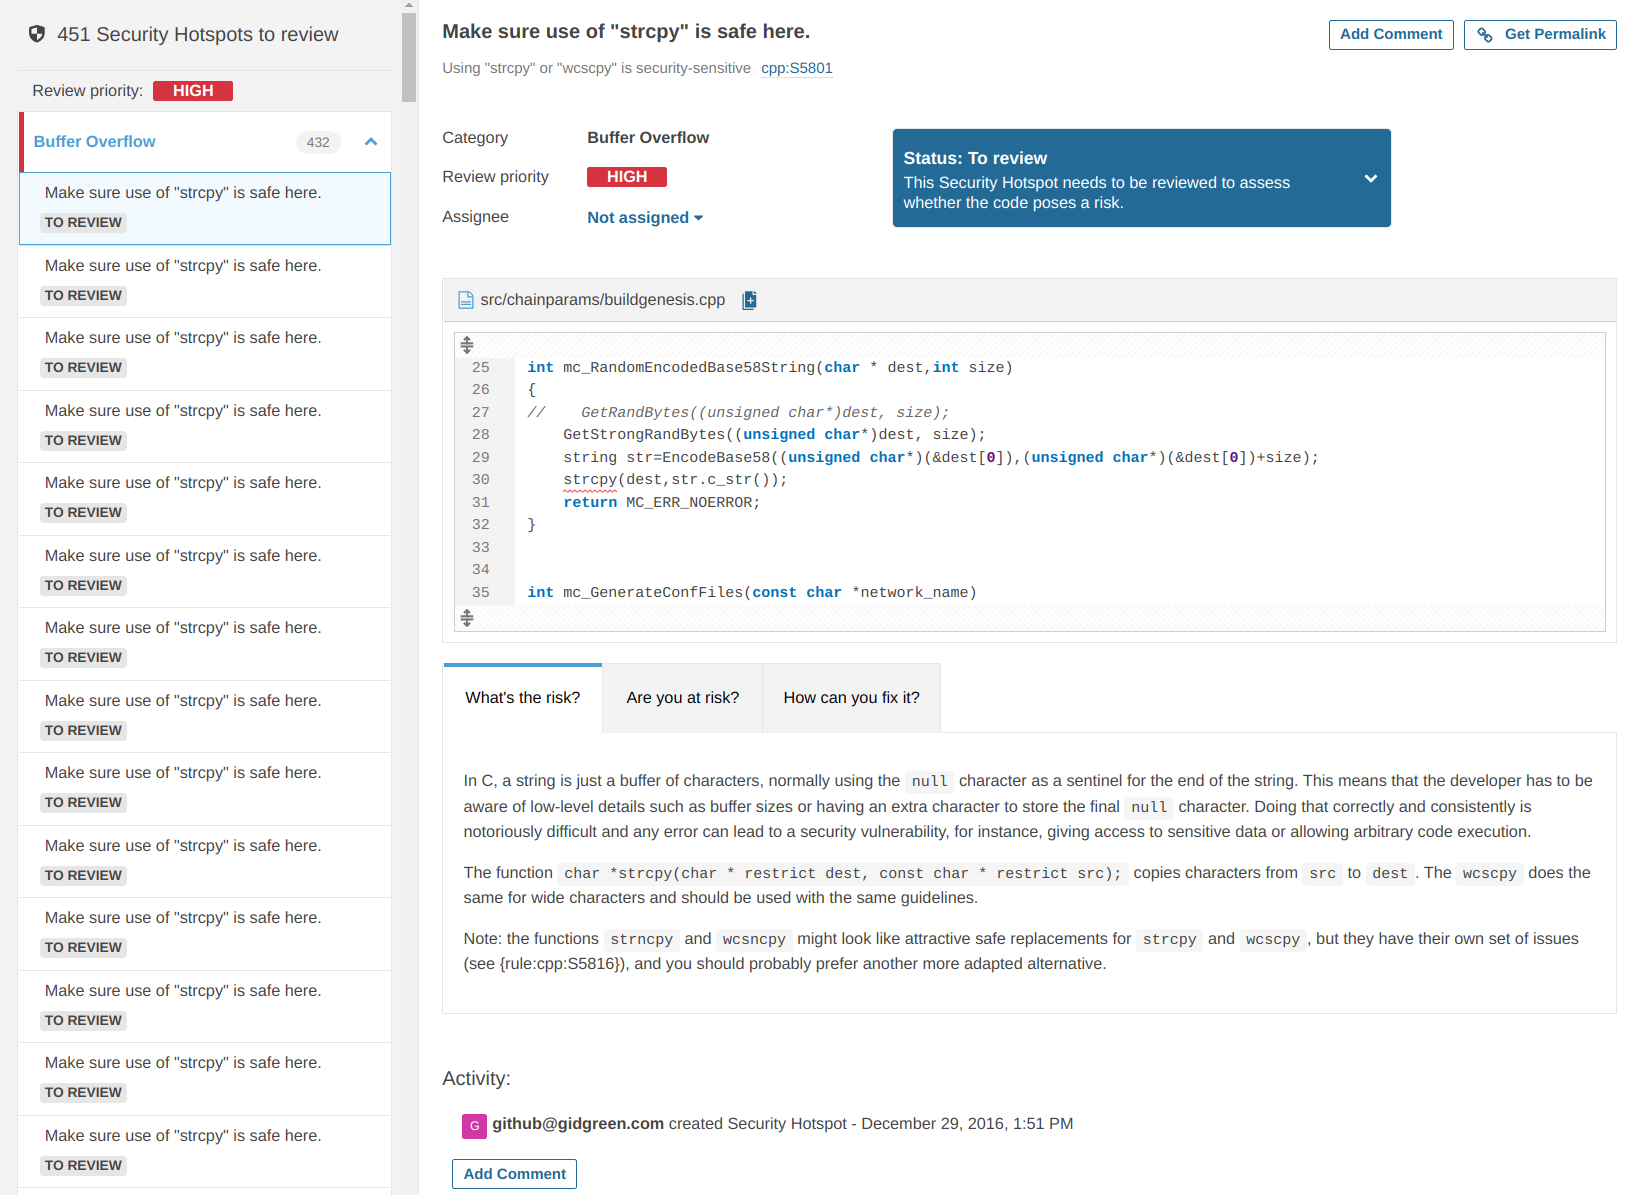 451 Security Hotspots to review
Review priority: HIGH
Buffer Overflow 432
Make sure use of "strcpy" is safe here.
TO REVIEW
Make sure use of "strcpy" is safe here.
TO REVIEW
Make sure use of "strcpy" is safe here.
TO REVIEW
Make sure use of "strcpy" is safe here.
TO REVIEW
Make sure use of "strcpy" is safe here.
TO REVIEW
Make sure use of "strcpy" is safe here.
TO REVIEW
Make sure use of "strcpy" is safe here.
TO REVIEW
Make sure use of "strcpy" is safe here.
TO REVIEW
Make sure use of "strcpy" is safe here.
TO REVIEW
Make sure use of "strcpy" is safe here.
TO REVIEW
Make sure use of "strcpy" is safe here.
TO REVIEW
Make sure use of "strcpy" is safe here.
TO REVIEW
Make sure use of "strcpy" is safe here.
TO REVIEW
Make sure use of "strcpy" is safe here.
TO REVIEW
Make sure use of "strcpy" is safe here.
Add Comment
Get Permalink
Using "strcpy" or "wcscpy" is security-sensitive cpp:S5801
Category Buffer Overflow
Review priority HIGH
Assignee Not assigned
Status: To review
This Security Hotspot needs to be reviewed to assess
whether the code poses a risk.
src/chainparams/buildgenesis.cpp
25 int mc_RandomEncodedBase58String(char * dest,int size)
26 {
27 //    GetRandBytes((unsigned char*)dest, size);
28     GetStrongRandBytes((unsigned char*)dest, size);
29     string str=EncodeBase58((unsigned char*)(&dest[0]),(unsigned char*)(&dest[0])+size);
30     strcpy(dest,str.c_str());
31     return MC_ERR_NOERROR;
32 }
33
34
35 int mc_GenerateConfFiles(const char *network_name)
What's the risk?
Are you at risk?
How can you fix it?
In C, a string is just a buffer of characters, normally using the null character as a sentinel for the end of the string. This means that the developer has to be
aware of low-level details such as buffer sizes or having an extra character to store the final null character. Doing that correctly and consistently is
notoriously difficult and any error can lead to a security vulnerability, for instance, giving access to sensitive data or allowing arbitrary code execution.
The function char *strcpy(char * restrict dest, const char * restrict src); copies characters from src to dest. The wcscpy does the
same for wide characters and should be used with the same guidelines.
Note: the functions strncpy and wcsncpy might look like attractive safe replacements for strcpy and wcscpy, but they have their own set of issues
(see {rule:cpp:S5816}), and you should probably prefer another more adapted alternative.
Activity:
G github@gidgreen.com created Security Hotspot - December 29, 2016, 1:51 PM
Add Comment